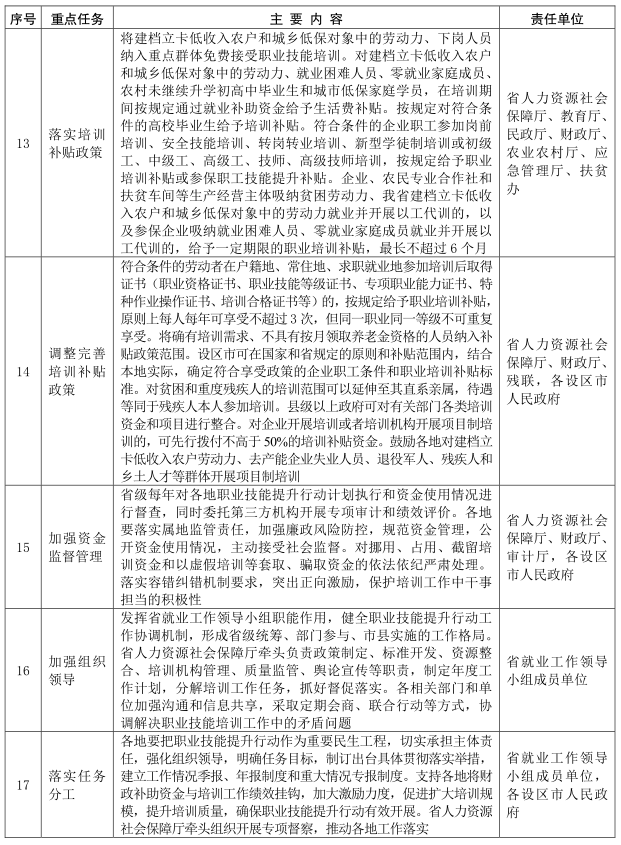 序号 重点任务 主要内容 责任单位
13
落实培训
补贴政策
将建档立卡低收入农户和城乡低保对象中的劳动力、下岗人员
纳入重点群体免费接受职业技能培训。对建档立卡低收入农户
和城乡低保对象中的劳动力、就业困难人员、零就业家庭成员、
农村未继续升学初高中毕业生和城市低保家庭学员，在培训期
间按规定通过就业补助资金给予生活费补贴。按规定对符合条件
的高校毕业生给予培训补贴。符合条件的企业职工参加岗前
培训、安全技能培训、转岗转业培训、新型学徒制培训或初级
工、中级工、高级工、技师、高级技师培训，按规定给予职业
培训补贴或参保职工技能提升补贴。企业、农民专业合作社和
扶贫车间等生产经营主体吸纳贫困劳动力、我省建档立卡低收
入农户和城乡低保对象中的劳动力就业并开展以工代训的，以
及参保企业吸纳就业困难人员、零就业家庭成员就业并开展以
工代训的，给予一定期限的职业培训补贴，最长不超过 6 个月
省人力资源社会
保障厅、教育厅、
民政厅、财政厅、
农业农村厅、应
急管理厅、扶贫
办
14
调整完善
培训补贴
政策
符合条件的劳动者在户籍地、常住地、求职就业地参加培训后取得
证书（职业资格证书、职业技能等级证书、专项职业能力证书、特
种作业操作证书、培训合格证书等）的，按规定给予职业培训补贴，
原则上每人每年可享受不超过 3 次，但同一职业同一等级不可重复
享受。将确有培训需求、不具有按月领取养老金资格的人员纳入补
贴政策范围。设区市可在国家和省规定的原则和补贴范围内，结合
本地实际，确定符合享受政策的企业职工条件和职业培训补贴标
准。对贫困和重度残疾人的培训范围可以延伸至其直系亲属，待遇
等同于残疾人本人参加培训。县级以上政府可对有关部门各类培训
资金和项目进行整合。对企业开展培训或者培训机构开展项目制培
训的，可先行拨付不高于 50%的培训补贴资金。鼓励各地对建档立
卡低收入农户劳动力、去产能企业失业人员、退役军人、残疾人和
乡土人才等群体开展项目制培训
省人力资源社会
保障厅、财政厅、
残联，各设区市
人民政府
15
加强资金
监督管理
省级每年对各地职业技能提升行动计划执行和资金使用情况进
行督查，同时委托第三方机构开展专项审计和绩效评价。各地
要落实属地监管责任，加强廉政风险防控，规范资金管理，公
开资金使用情况，主动接受社会监督。对挪用、占用、截留培
训资金和以虚假培训等套取、骗取资金的依法依纪严肃处理。
落实容错纠错机制要求，突出正向激励，保护培训工作中干事
担当的积极性
省人力资源社会
保障厅、财政厅、
审计厅，各设区
市人民政府
16
加强组织
领导
发挥省就业工作领导小组职能作用，健全职业技能提升行动工
作协调机制，形成省级统筹、部门参与、市县实施的工作格局。
省人力资源社会保障厅牵头负责政策制定、标准开发、资源整
合、培训机构管理、质量监管、舆论宣传等职责，制定年度工
作计划，分解培训工作任务，抓好督促落实。各相关部门和单
位加强沟通和信息共享，采取定期会商、联合行动等方式，协
调解决职业技能培训工作中的矛盾问题
省就业工作领导
小组成员单位
17
落实任务
分工
各地要把职业技能提升行动作为重要民生工程，切实承担主体责
任，强化组织领导，明确任务目标，制订出台具体贯彻落实举措，
建立工作情况季报、年报制度和重大情况专报制度。支持各地将财
政补助资金与培训工作绩效挂钩，加大激励力度，促进扩大培训规
模，提升培训质量，确保职业技能提升行动有效开展。省人力资源
社会保障厅牵头组织开展专项督察，推动各地工作落实
省就业工作领导
小组成员单位，
各设区市人民政
府